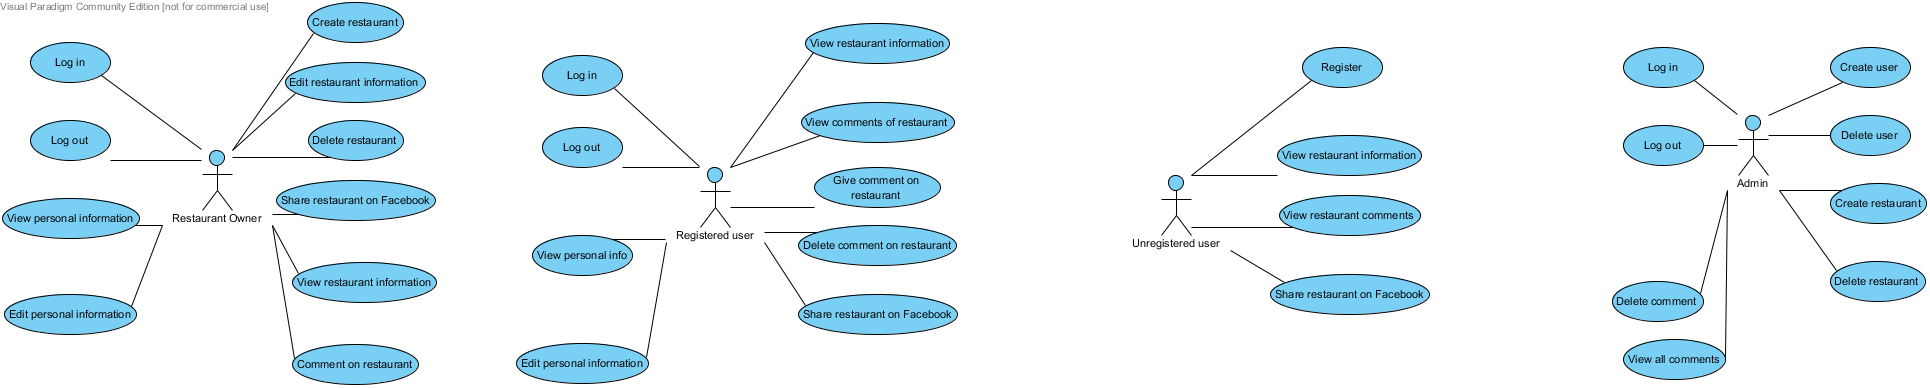 Visual Paradigm Community Edition [not for commercial use]
Create restaurant
Log in
Edit restaurant information
Log out
Delete restaurant
Share restaurant on Facebook
View personal information
Restaurant Owner
View restaurant information
Edit personal information
Comment on restaurant
View restaurant information
Log in
View comments of restaurant
Log out
Give comment on
restaurant
Registered user
Delete comment on restaurant
View personal info
Share restaurant on Facebook
Edit personal information
Register
View restaurant information
View restaurant comments
Unregistered user
Share restaurant on Facebook
Log in
Create user
Delete user
Log out
Admin
Create restaurant
Delete restaurant
Delete comment
View all comments